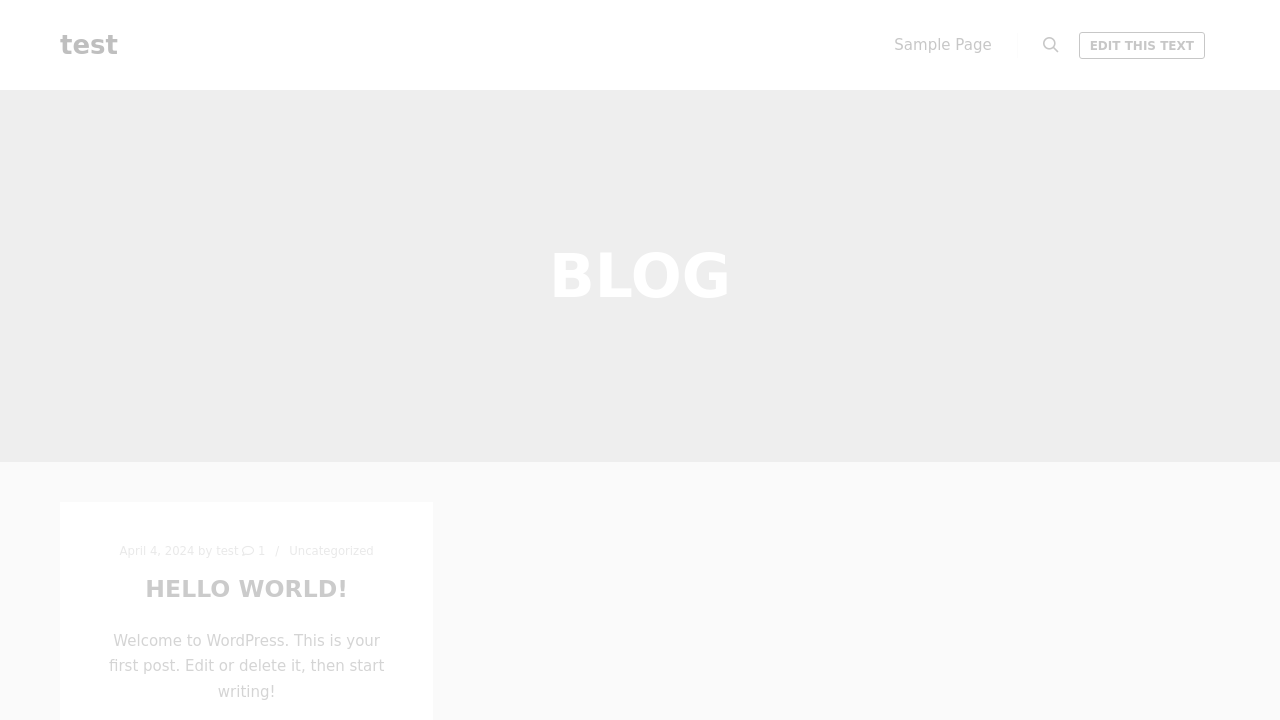 test
Sample Page
EDIT THIS TEXT
BLOG
April 4, 2024 by test 1 / Uncategorized
HELLO WORLD!
Welcome to WordPress. This is your
first post. Edit or delete it, then start
writing!